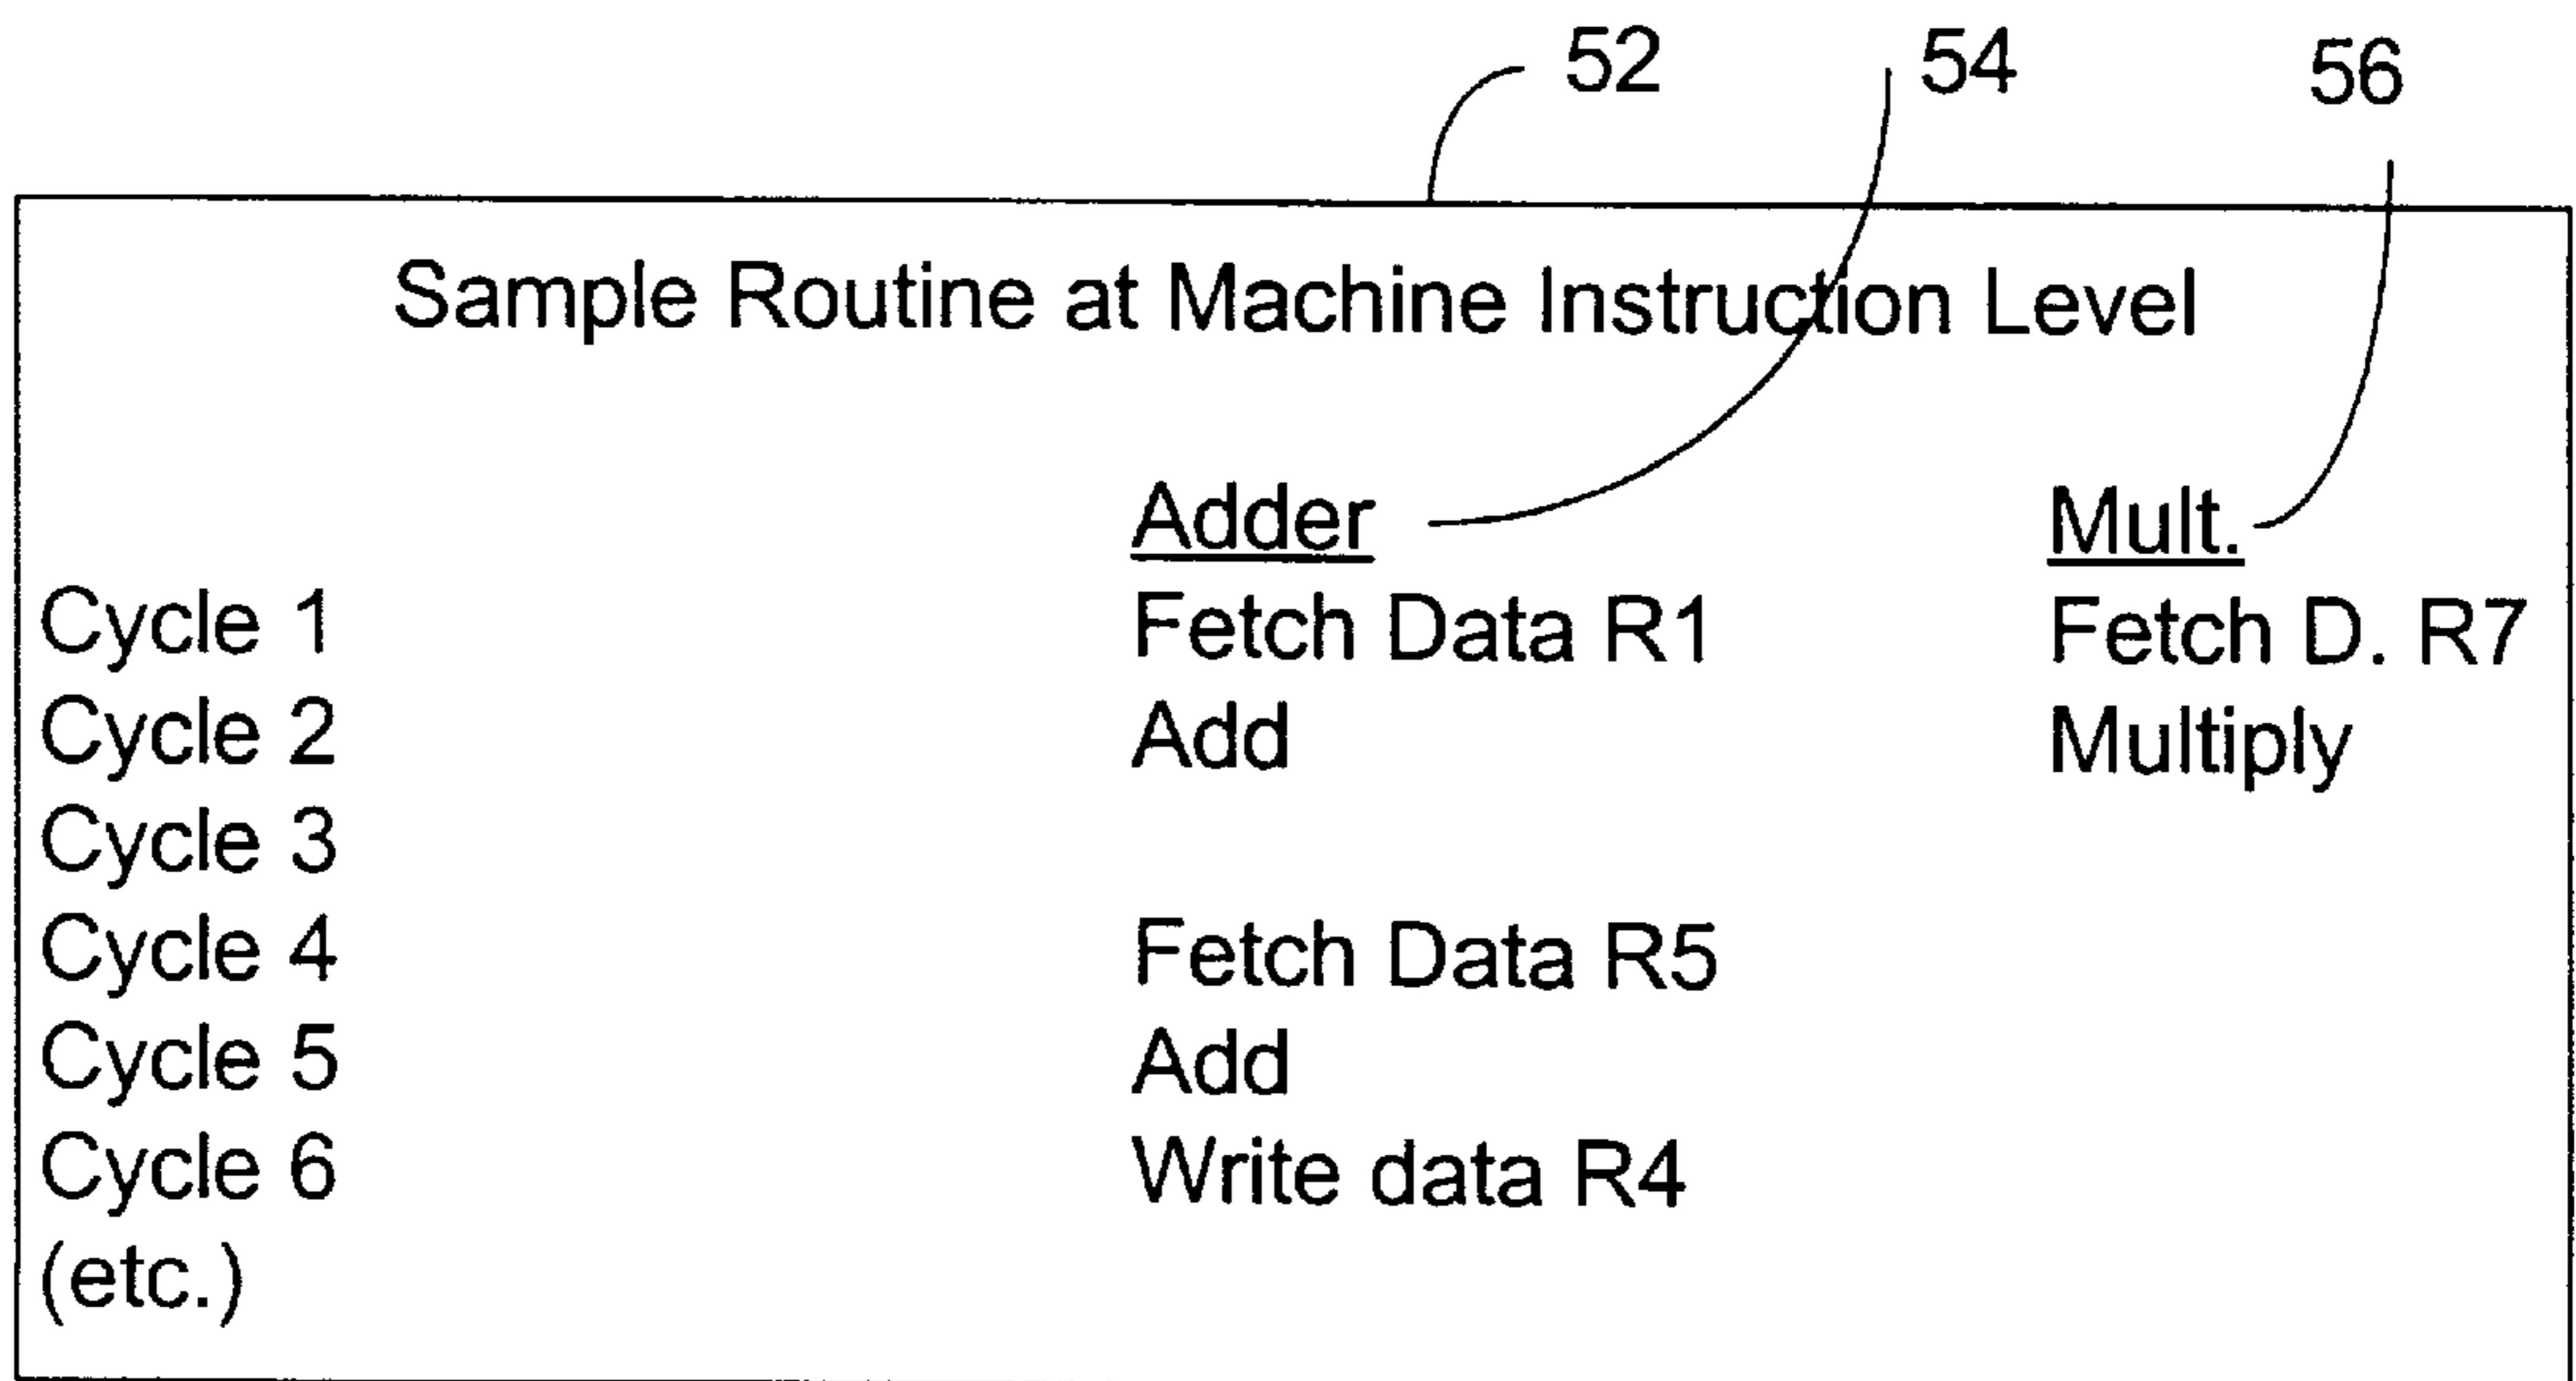 52 54 56
Sample Routine at Machine Instruction Level
Adder Mult.
Cycle 1 Fetch Data R1 Fetch D. R7
Cycle 2 Add Multiply
Cycle 3
Cycle 4 Fetch Data R5
Cycle 5 Add
Cycle 6 Write data R4
(etc.)